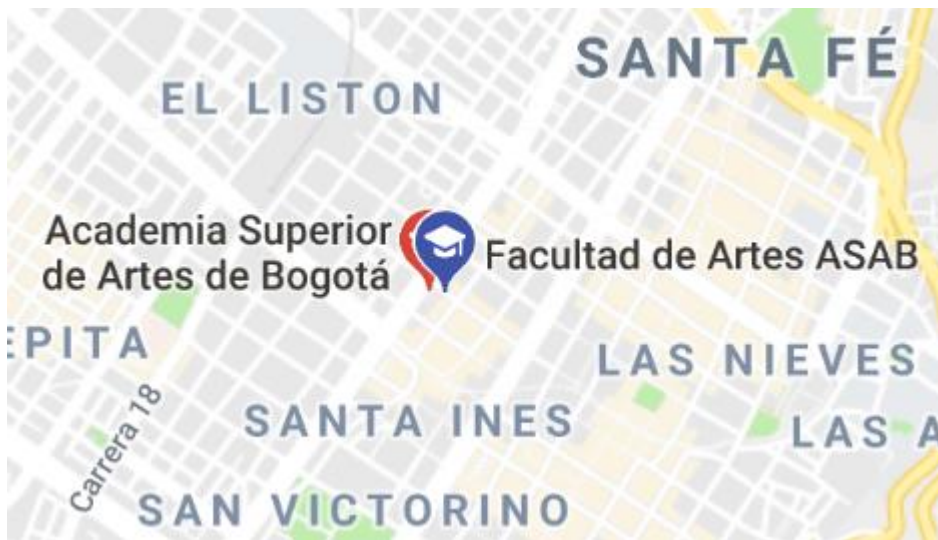 SANTA FÉ
EL LISTON
Academia Superior
de Artes de Bogotá
Facultad de Artes ASAB
EPITA
LAS NIEVES
Carrera 18
SANTA INES
LAS A
SAN VICTORINO